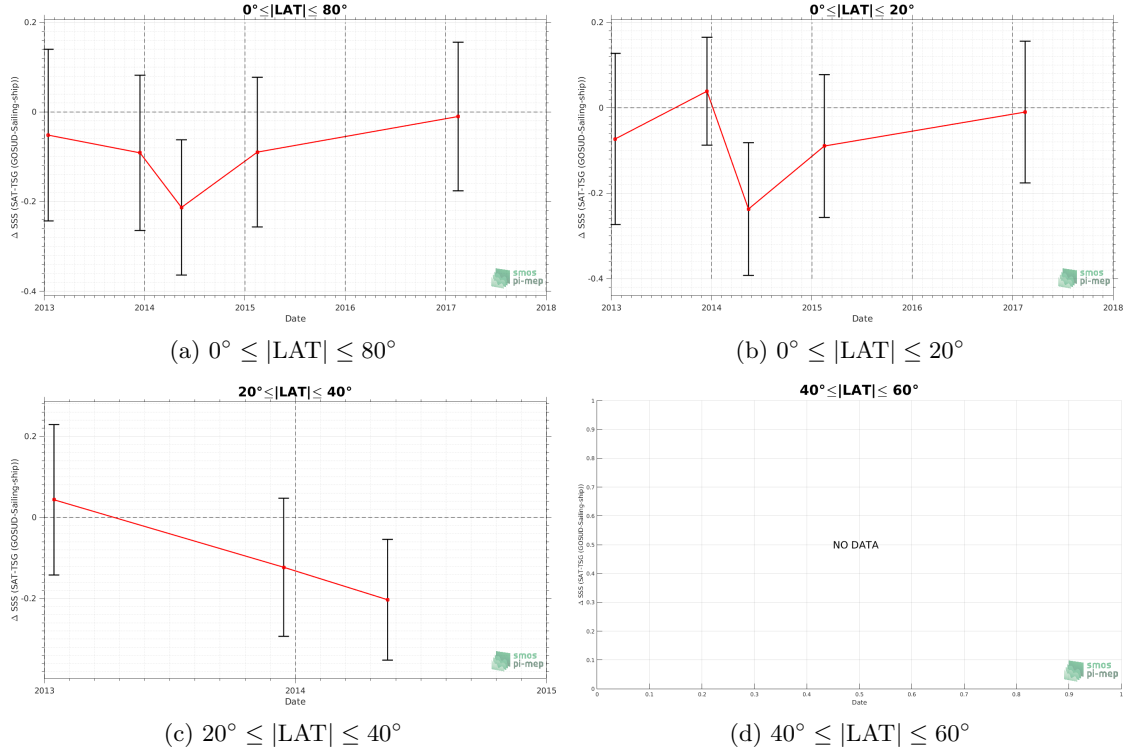 0°≤|LAT|≤ 80°
Δ SSS (SAT-TSG (GOSUD-Sailing-ship))
0.2
0
-0.2
-0.4
2013 2014 2015 2016 2017 2018
Date
smos
pi-mep
(a) 0° ≤ |LAT| ≤ 80°
0°≤|LAT|≤ 20°
Δ SSS (SAT-TSG (GOSUD-Sailing-ship))
0.2
0
-0.2
-0.4
2013 2014 2015 2016 2017 2018
Date
smos
pi-mep
(b) 0° ≤ |LAT| ≤ 20°
20°≤|LAT|≤ 40°
Δ SSS (SAT-TSG (GOSUD-Sailing-ship))
0.2
0
-0.2
2013 2014 2015
Date
smos
pi-mep
(c) 20° ≤ |LAT| ≤ 40°
40°≤|LAT|≤ 60°
Δ SSS (SAT-TSG (GOSUD-Sailing-ship))
1
0.9
0.8
0.7
0.6
0.5
0.4
0.3
0.2
0.1
0
NO DATA
0 0.1 0.2 0.3 0.4 0.5 0.6 0.7 0.8 0.9 1
Date
smos
pi-mep
(d) 40° ≤ |LAT| ≤ 60°